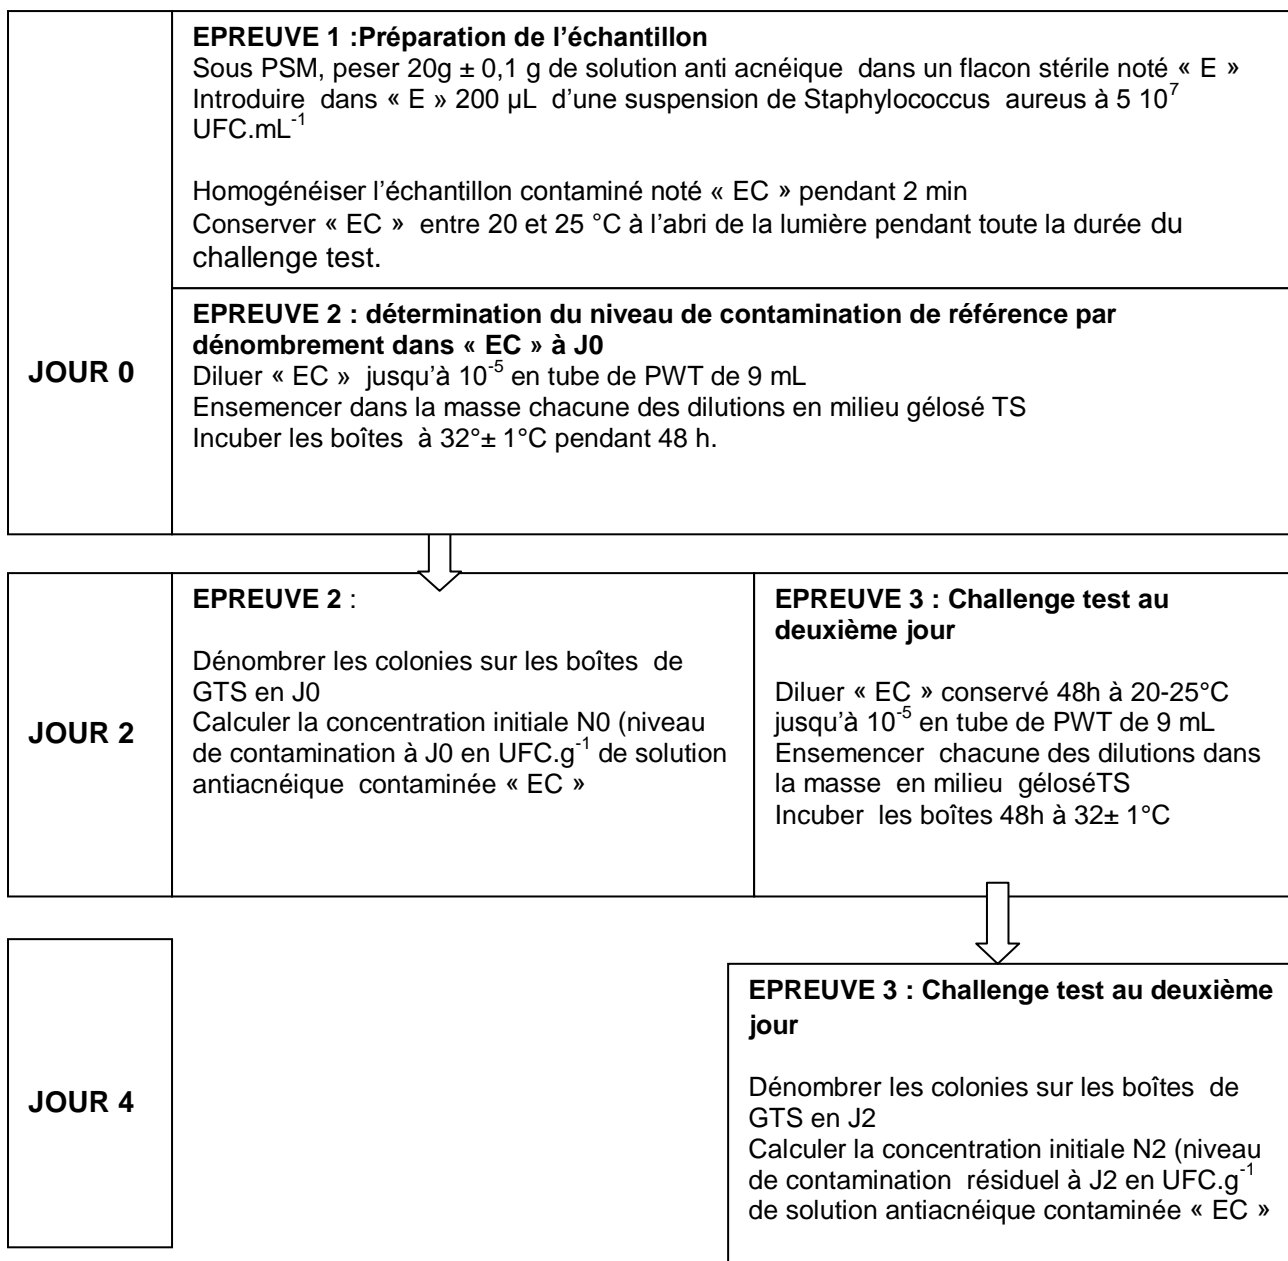 EPREUVE 1 :Préparation de l’échantillon
Sous PSM, peser 20g ± 0,1 g de solution anti acnéique dans un flacon stérile noté « E »
Introduire dans « E » 200 µL d’une suspension de Staphylococcus aureus à 5 10⁷
UFC.mL⁻¹
Homogénéiser l’échantillon contaminé noté « EC » pendant 2 min
Conserver « EC » entre 20 et 25 °C à l’abri de la lumière pendant toute la durée du
challenge test.
JOUR 0
EPREUVE 2 : détermination du niveau de contamination de référence par
dénombrement dans « EC » à J0
Diluer « EC » jusqu’à 10⁻⁵ en tube de PWT de 9 mL
Ensemencer dans la masse chacune des dilutions en milieu gélosé TS
Incuber les boîtes à 32°± 1°C pendant 48 h.
JOUR 2
EPREUVE 2 :
Dénombrer les colonies sur les boîtes de
GTS en J0
Calculer la concentration initiale N0 (niveau
de contamination à J0 en UFC.g⁻¹ de solution
antiacnéique contaminée « EC »
EPREUVE 3 : Challenge test au
deuxième jour
Diluer « EC » conservé 48h à 20-25°C
jusqu’à 10⁻⁵ en tube de PWT de 9 mL
Ensemencer chacune des dilutions dans
la masse en milieu géloséTS
Incuber les boîtes 48h à 32± 1°C
JOUR 4
EPREUVE 3 : Challenge test au deuxième
jour
Dénombrer les colonies sur les boîtes de
GTS en J2
Calculer la concentration initiale N2 (niveau
de contamination résiduel à J2 en UFC.g⁻¹
de solution antiacnéique contaminée « EC »